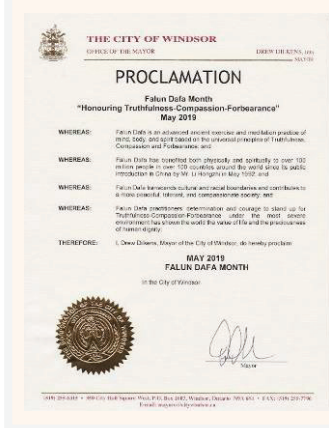 THE CITY OF WINDSOR
OFFICE OF THE MAYOR
DREW DILKENS,
MAYOR
PROCLAMATION
Falun Dafa Month
"Honouring Truthfulness-Compassion-Forbearance"
May 2019
WHEREAS: Falun Dafa is an advanced ancient exercise and meditation practice of
mind, body, and spirit based on the universal principles of Truthfulness,
Compassion and Forbearance; and,
WHEREAS: Falun Dafa has benefited both physically and spiritually to over 100
million people in over 100 countries around the world since its public
introduction in China by Mr. Li Hongzhi in May 1992; and
WHEREAS: Falun Dafa transcends cultural and racial boundaries and contributes to
a more peaceful, tolerant, and compassionate society; and
WHEREAS: Falun Dafa practitioners' determination and courage to stand up for
Truthfulness-Compassion-Forbearance under the most severe
environment has shown the world the value of life and the preciousness
of human dignity;
THEREFORE: I, Drew Dilkens, Mayor of the City of Windsor, do hereby proclaim
MAY 2019
FALUN DAFA MONTH
in the City of Windsor
Mayor
City Hall Square West, P.O. Box Windsor, Ontario